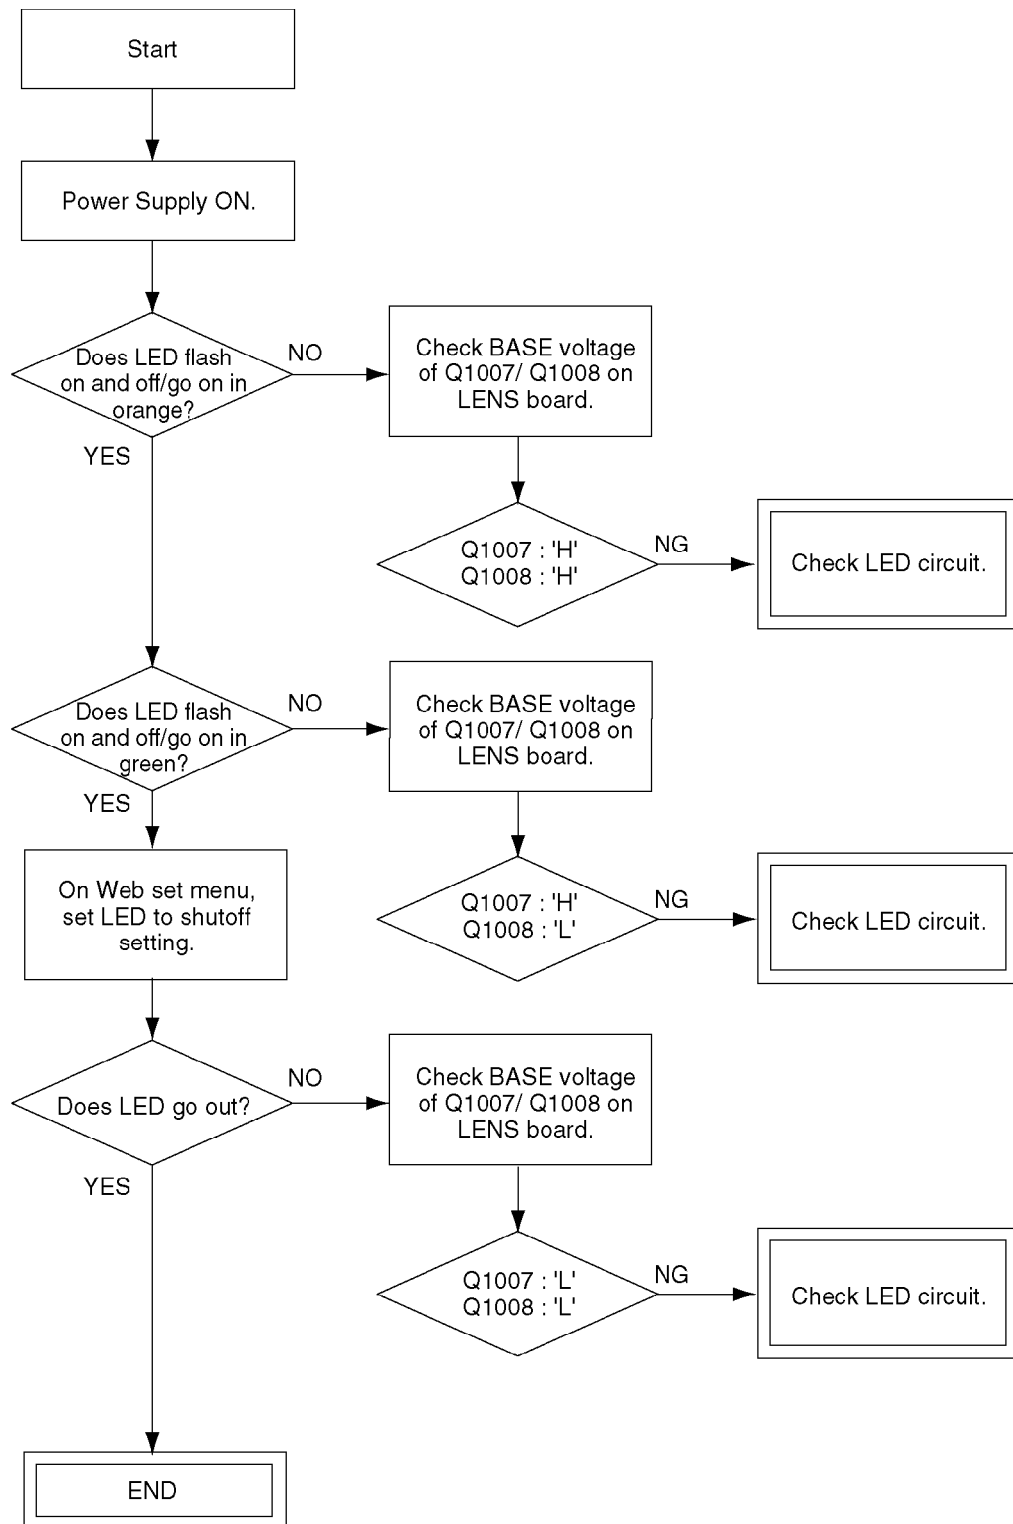 Start
Power Supply ON.
Does LED flash
on and off/go on in
orange?
NO
YES
Check BASE voltage
of Q1007/ Q1008 on
LENS board.
Q1007 : 'H'
Q1008 : 'H'
NG
Check LED circuit.
Does LED flash
on and off/go on in
green?
NO
YES
Check BASE voltage
of Q1007/ Q1008 on
LENS board.
Q1007 : 'H'
Q1008 : 'L'
NG
Check LED circuit.
On Web set menu,
set LED to shutoff
setting.
Does LED go out?
NO
YES
Check BASE voltage
of Q1007/ Q1008 on
LENS board.
Q1007 : 'L'
Q1008 : 'L'
NG
Check LED circuit.
END